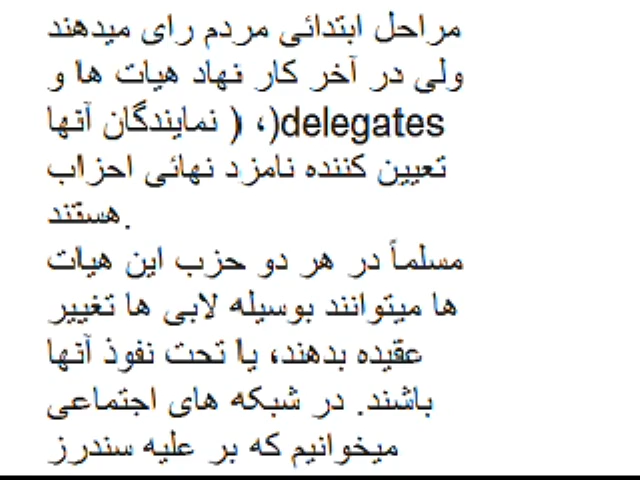 مراحل ابتدائی مردم رای میدهند
ولی در آخر کار نهاد هیات ها و
نمایندگان آنها ) ،(delegates
تعیین کننده نامزد نهائی احزاب
هستند.
مسلماً در هر دو حزب این هیات
ها میتوانند بوسیله لابی ها تغییر
عقیده بدهند، یا تحت نفوذ آنها
باشند. در شبکه های اجتماعی
میخوانیم که بر علیه سندرز